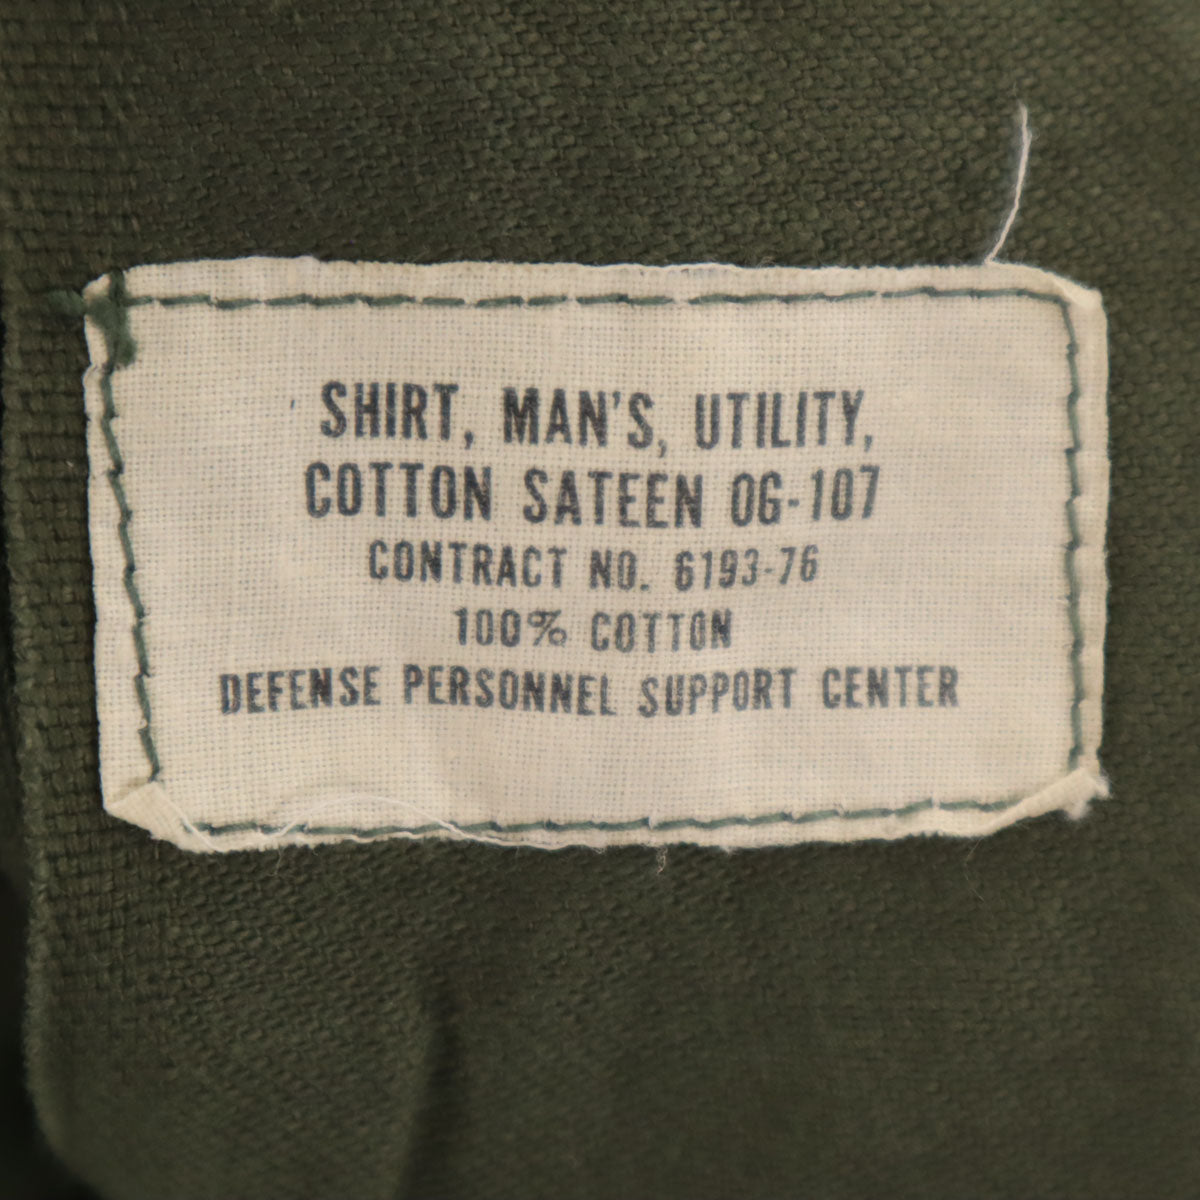 SHIRT, MAN'S, UTILITY,
COTTON SATEEN OG-107
CONTRACT NO. 6193-76
100% COTTON
DEFENSE PERSONNEL SUPPORT CENTER